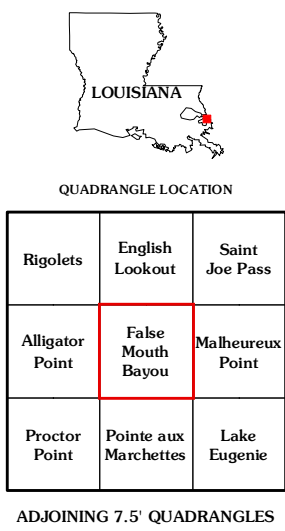 LOUISIANA
QUADRANGLE LOCATION
Rigolets
English
Lookout
Saint
Joe Pass
Alligator
Point
False
Mouth
Bayou
Malheureux
Point
Proctor
Point
Pointe aux
Marchettes
Lake
Eugenie
ADJOINING 7.5' QUADRANGLES